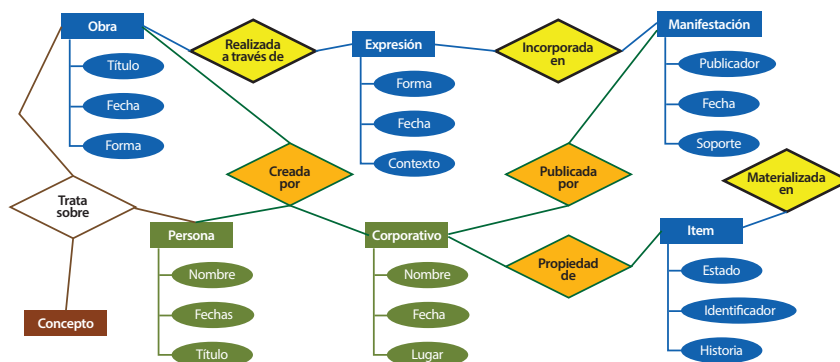 Obra
Título
Fecha
Forma
Realizada
a través de
Expresión
Forma
Fecha
Contexto
Incorporada
en
Manifestación
Publicador
Fecha
Soporte
Creada
por
Publicada
por
Materializada
en
Trata
sobre
Persona
Nombre
Fechas
Título
Corporativo
Nombre
Fecha
Lugar
Propiedad
de
Item
Estado
Identificador
Historia
Concepto